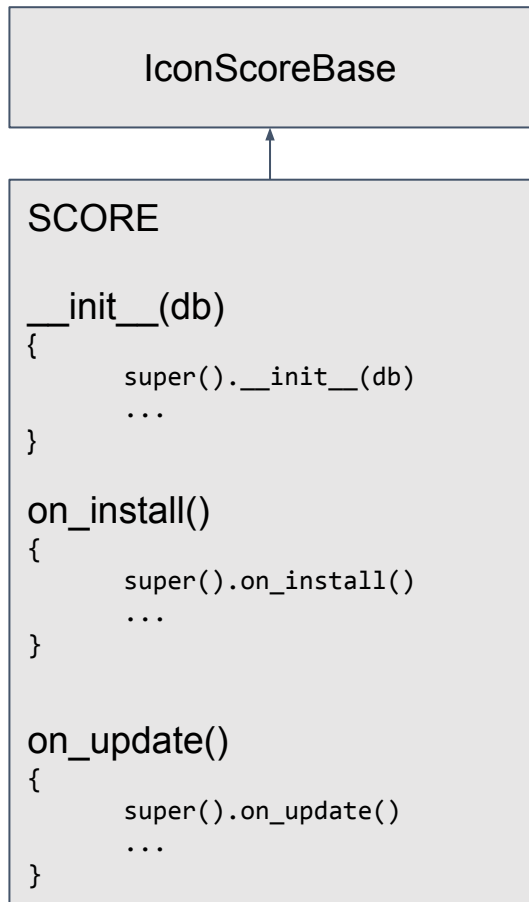 IconScoreBase
SCORE
__init__(db)
{
super().__init__(db)
...
}
on_install()
{
super().on_install()
...
}
on_update()
{
super().on_update()
...
}